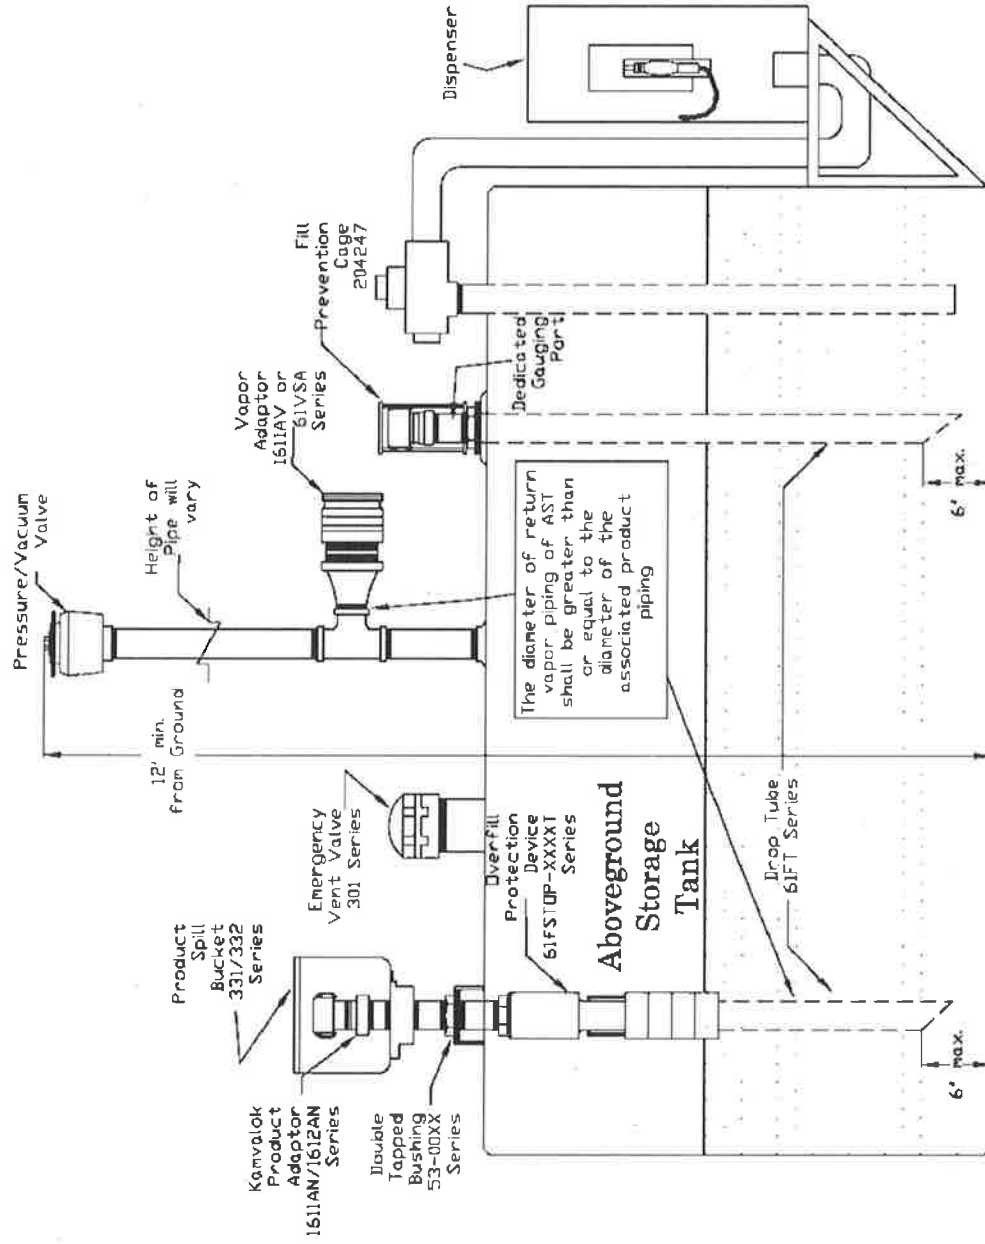 Pressure/Vacuum
Valve
Height of
Pipe will
vary
12' min.
from Ground
Vapor
Adaptor
1611AV or
61VSA
Series
Fill
Prevention
Cage
204247
Dispenser
Dedicated
Gauging
Port
Emergency
Vent Valve
301 Series
Product
Spill
Bucket
331/332
Series
Kamvalok
Product
Adaptor
1611AN/1612AN
Series
Double
Tapped
Bushing
53-00XX
Series
Overfill
Protection
Device
61FSTOP-XXXXT
Series
The diameter of return
vapor piping of AST
shall be greater than
or equal to the
diameter of the
associated product
piping
Aboveground
Storage
Tank
Drop Tube
61FT Series
6' max.
6' max.